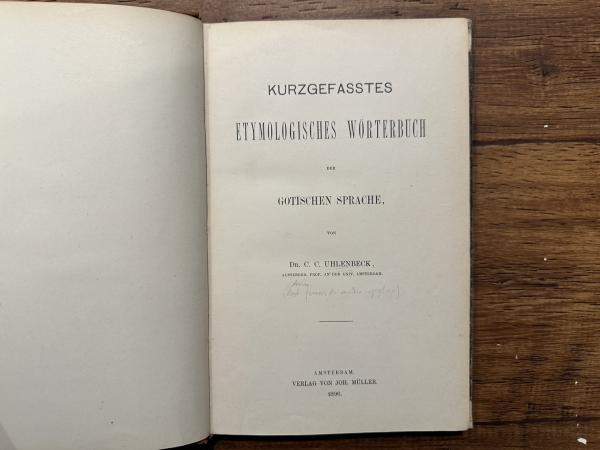 KURZGEFASSTES
ETYMOLOGISCHES WÖRTERBUCH
DER
GOTISCHEN SPRACHE,
VON
DR. C. C. UHLENBECK,
AUSSERORD. PROF. AN DER UNIV. AMSTERDAM.
AMSTERDAM.
VERLAG VON JOH. MÜLLER.
1896.